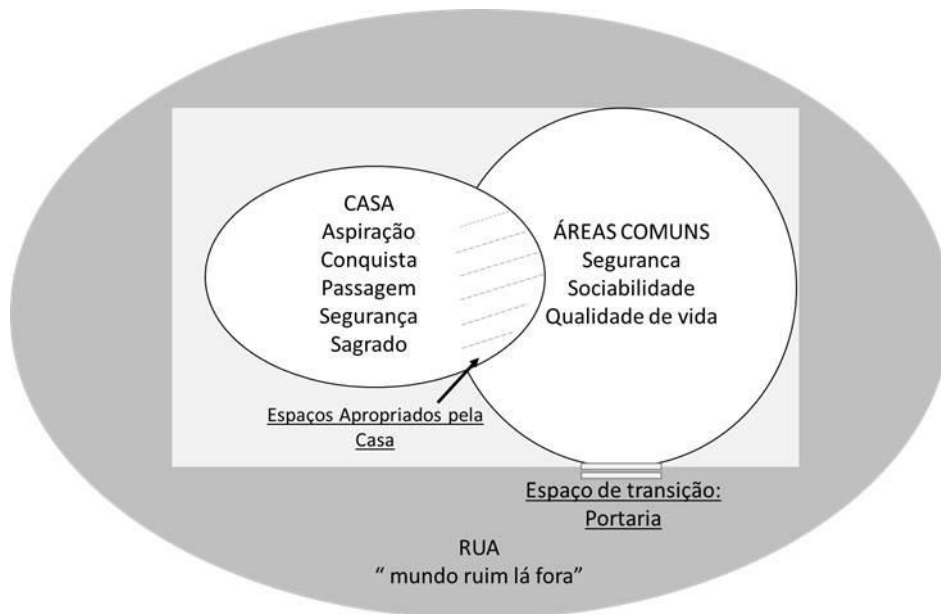 CASA
Aspiração
Conquista
Passagem
Segurança
Sagrado
ÁREAS COMUNS
Seguranca
Sociabilidade
Qualidade de vida
Espaços Apropriados pela
Casa
Espaço de transição:
Portaria
RUA
“ mundo ruim lá fora”